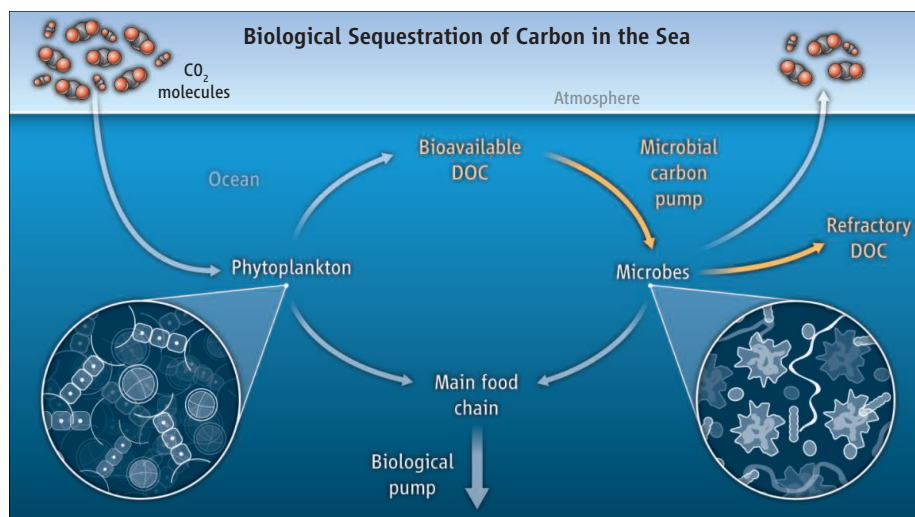 Biological Sequestration of Carbon in the Sea
CO₂
molecules
Atmosphere
Ocean
Bioavailable
DOC
Microbial
carbon
pump
Refractory
DOC
Phytoplankton
Microbes
Main food
chain
Biological
pump